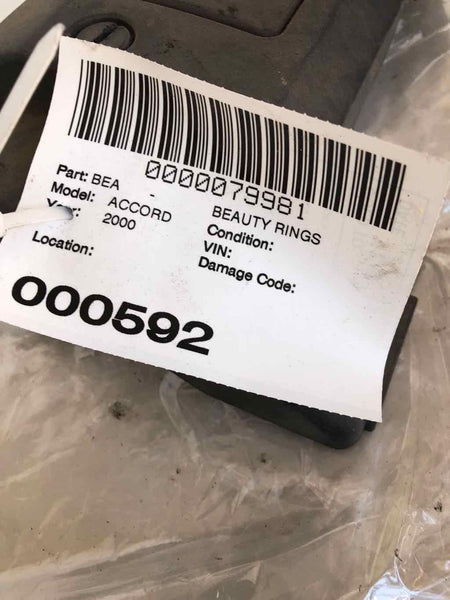 0000079981
Part: BEA - BEAUTY RINGS
Model: ACCORD Condition:
Year: 2000 VIN:
Location: Damage Code:
000592